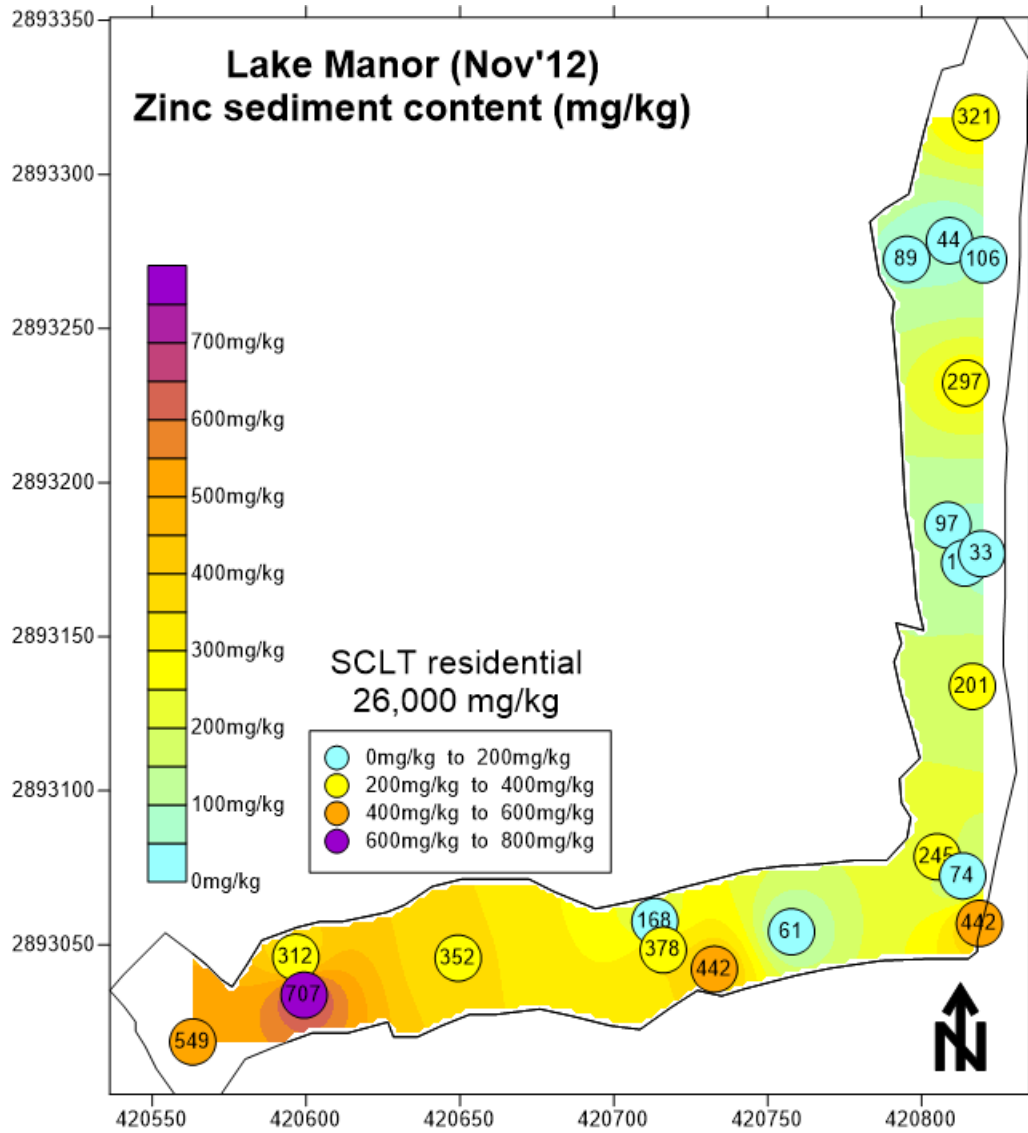 Lake Manor (Nov'12)
Zinc sediment content (mg/kg)
2893350
2893300
2893250
2893200
2893150
2893100
2893050
700mg/kg
600mg/kg
500mg/kg
400mg/kg
300mg/kg
200mg/kg
100mg/kg
0mg/kg
SCLT residential
26,000 mg/kg
0mg/kg to 200mg/kg
200mg/kg to 400mg/kg
400mg/kg to 600mg/kg
600mg/kg to 800mg/kg
321
44
89
106
297
97
33
201
245
74
442
168
61
378
442
352
312
707
549
N
420550
420600
420650
420700
420750
420800